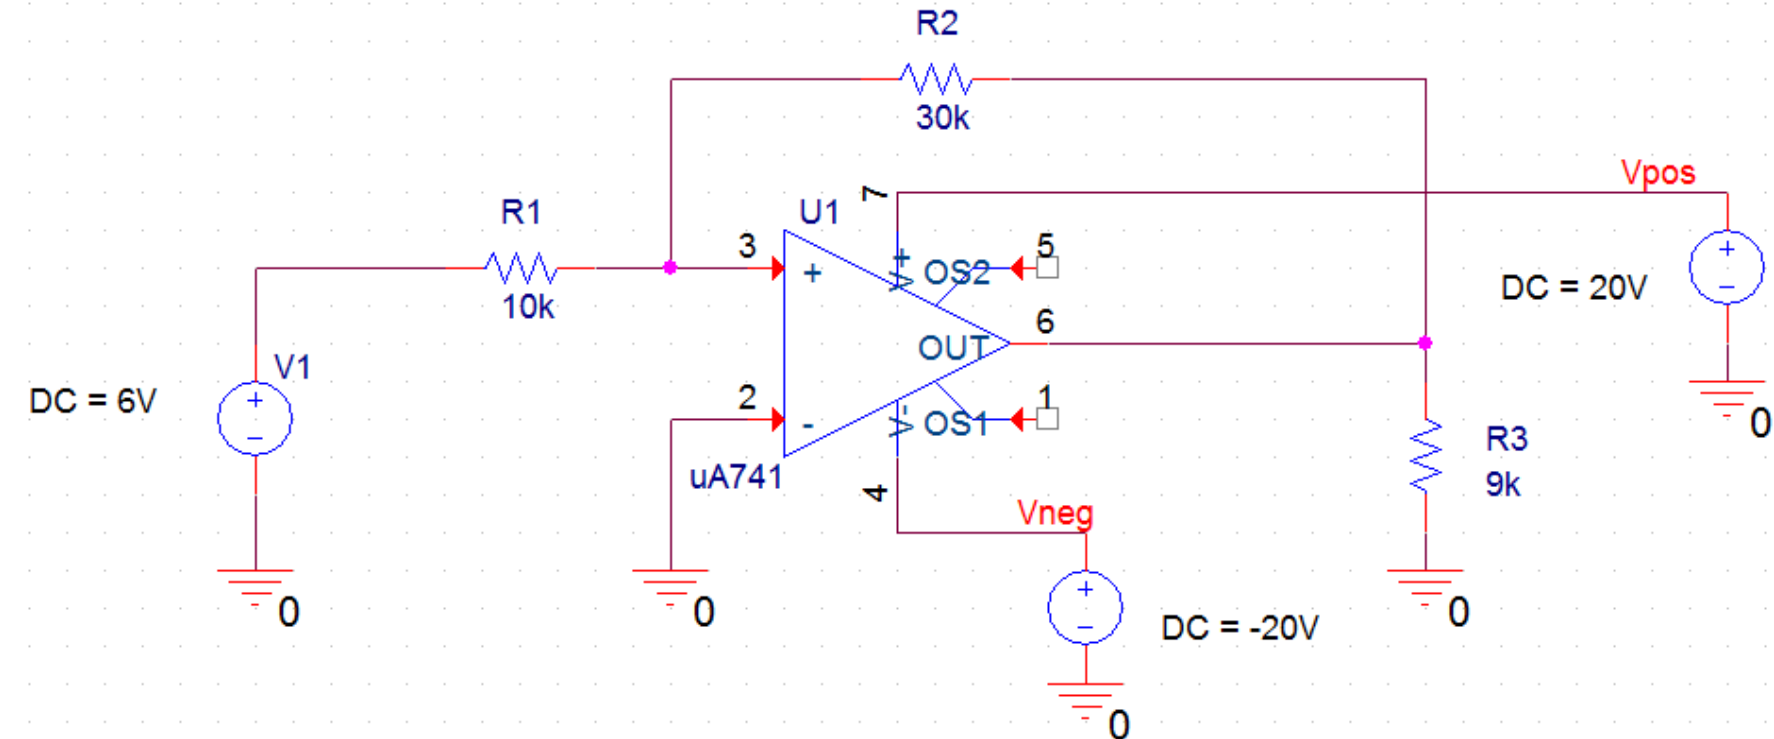 R2
30k
Vpos
7
R1
U1
3
5
+
V+
OS2
+
10k
DC = 20V
−
6
OUT
V1
DC = 6V
+
−
2
1
-
V-
OS1
0
R3
uA741
4
9k
Vneg
+
0
0
−
DC = -20V
0
0